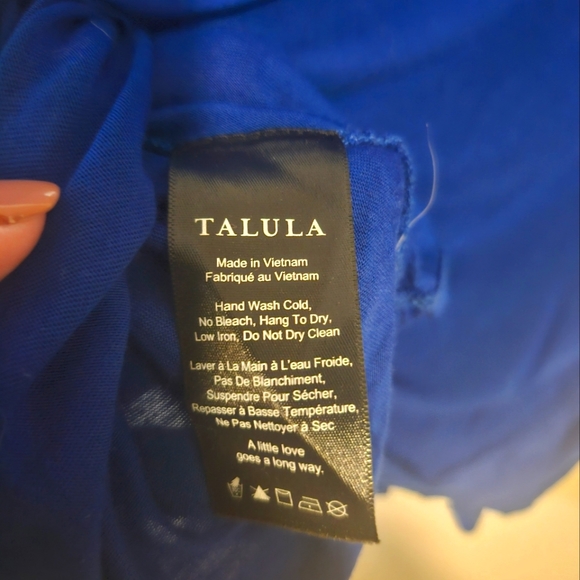 TALULA
Made in Vietnam
Fabriqué au Vietnam
Hand Wash Cold,
No Bleach, Hang To Dry,
Low Iron, Do Not Dry Clean
Laver à La Main à L'eau Froide,
Pas De Blanchiment,
Suspendre Pour Sécher,
Repasser à Basse Température,
Ne Pas Nettoyer à Sec
A little love
goes a long way.